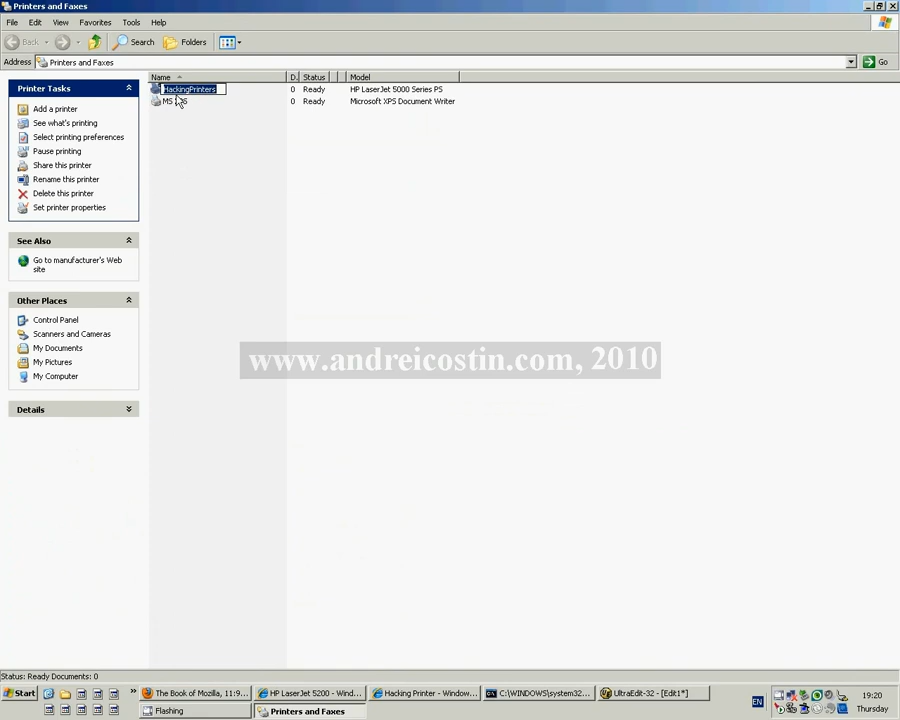 Printers and Faxes
File Edit View Favorites Tools Help
Back Search Folders
Address Printers and Faxes Go
Printer Tasks
Add a printer
See what's printing
Select printing preferences
Pause printing
Share this printer
Rename this printer
Delete this printer
Set printer properties
See Also
Go to manufacturer's Web
site
Other Places
Control Panel
Scanners and Cameras
My Documents
My Pictures
My Computer
Details
Name D. Status Model
HackingPrinters 0 Ready HP LaserJet 5000 Series PS
MS 0 Ready Microsoft XPS Document Writer
www.andreicostin.com, 2010
Status: Ready Documents: 0
Start » The Book of Mozilla, 11:9... HP LaserJet 5200 - Wind... Hacking Printer - Window... C:\WINDOWS\system32... UltraEdit-32 - [Edit1*] EN 19:20
Flashing Printers and Faxes Thursday